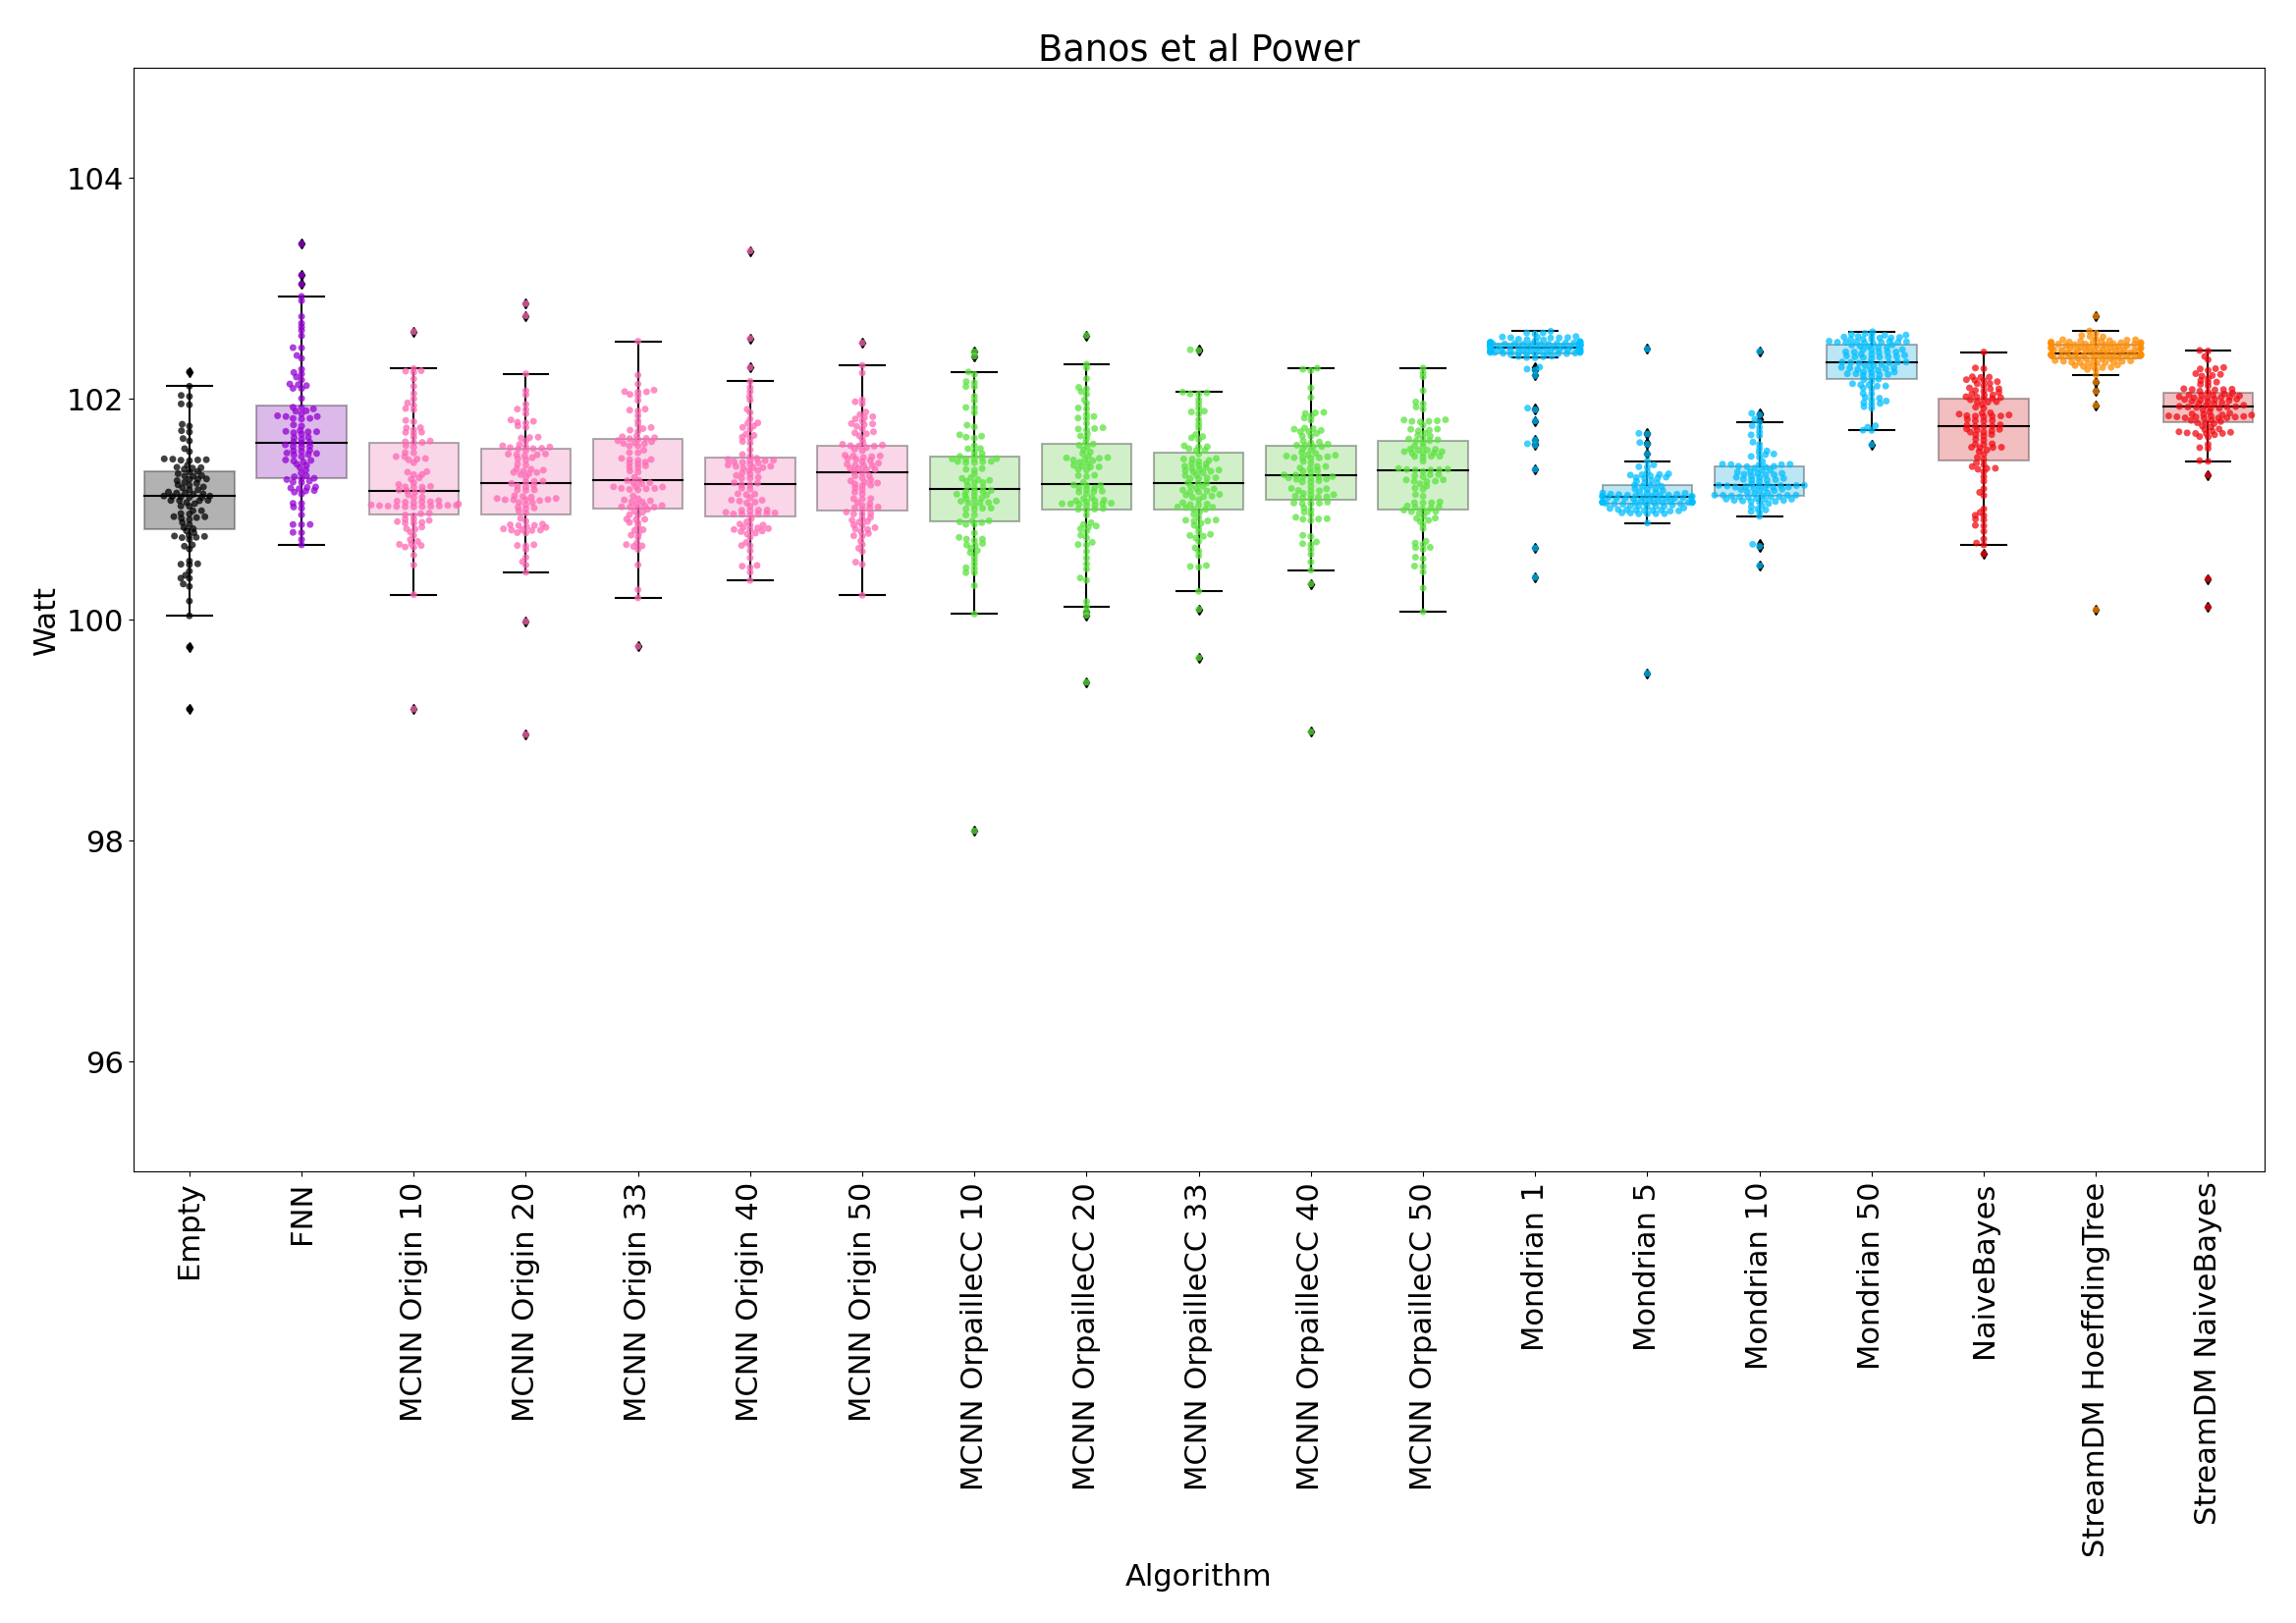 Banos et al Power
Watt
104
102
100
98
96
Empty
FNN
MCNN Origin 10
MCNN Origin 20
MCNN Origin 33
MCNN Origin 40
MCNN Origin 50
MCNN OrpailleCC 10
MCNN OrpailleCC 20
MCNN OrpailleCC 33
MCNN OrpailleCC 40
MCNN OrpailleCC 50
Mondrian 1
Mondrian 5
Mondrian 10
Mondrian 50
NaiveBayes
StreamDM HoeffdingTree
StreamDM NaiveBayes
Algorithm